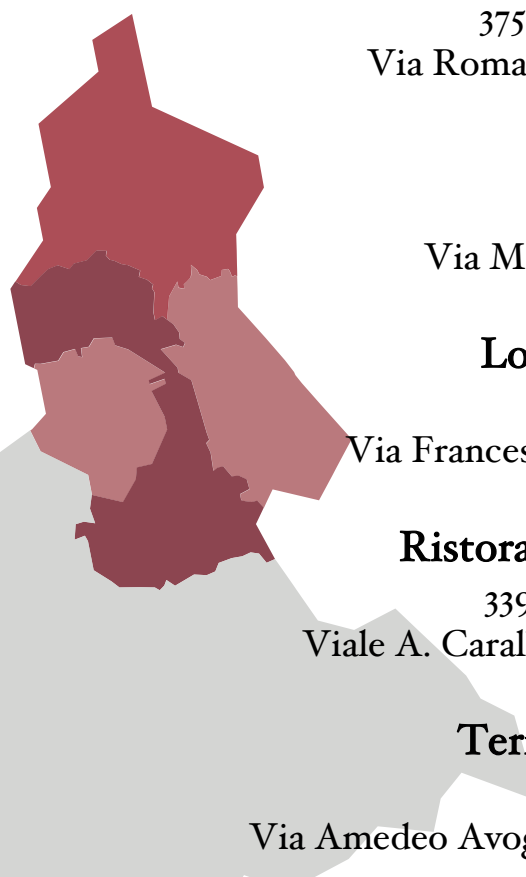 375
Via Roma
Via M
Lo
Via Frances
Ristora
339
Viale A. Caral
Ter
Via Amedeo Avog